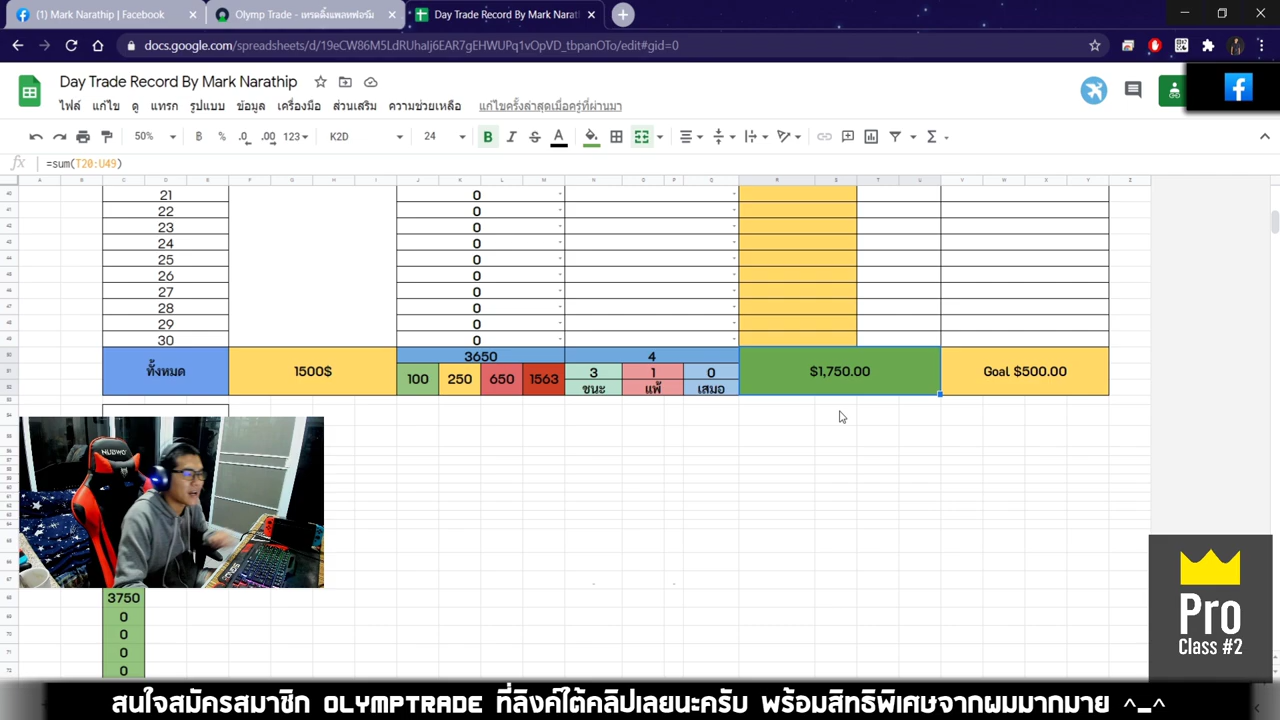 (1) Mark Narathip | Facebook
Olymp Trade - เทรดดิ้งแพลทฟอร์ม
Day Trade Record By Mark Narat
docs.google.com/spreadsheets/d/19eCW86M5LdRUhaIj6EAR7gEHWUPq1vOpVD_tbpanOTo/edit#gid=0
Day Trade Record By Mark Narathip
ไฟล์ แก้ไข ดู แทรก รูปแบบ ข้อมูล เครื่องมือ ส่วนเสริม ความช่วยเหลือ แก้ไขครั้งล่าสุดเมื่อครู่ที่ผ่านมา
50% ฿ % .0 .00 123 K2D 24 B I S A
fx =sum(T20:U49)
A B C D E F G H I J K L M N O P Q R S T U V W X Y Z
21 0
22 0
23 0
24 0
25 0
26 0
27 0
28 0
29 0
30 0
ทั้งหมด 1500$ 3650 4 $1,750.00 Goal $500.00
100 250 650 1563 3 1 0
ชนะ แพ้ เสมอ
3750
0
0
0
0
Pro
Class #2
สนใจสมัครสมาชิก OLYMPTRADE ที่ลิงค์ใต้คลิปเลยนะครับ พร้อมสิทธิพิเศษจากผมมากมาย ^_^